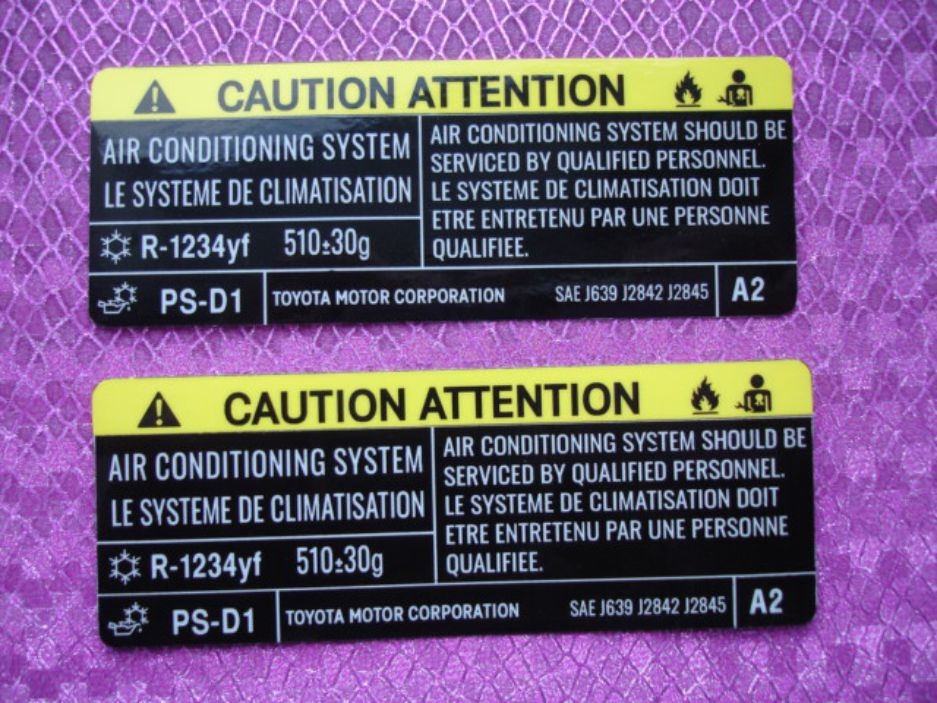 CAUTION ATTENTION
AIR CONDITIONING SYSTEM
LE SYSTEME DE CLIMATISATION
R-1234yf 510±30g
AIR CONDITIONING SYSTEM SHOULD BE
SERVICED BY QUALIFIED PERSONNEL.
LE SYSTEME DE CLIMATISATION DOIT
ETRE ENTRETENU PAR UNE PERSONNE
QUALIFIEE.
PS-D1 TOYOTA MOTOR CORPORATION SAE J639 J2842 J2845 A2
CAUTION ATTENTION
AIR CONDITIONING SYSTEM
LE SYSTEME DE CLIMATISATION
R-1234yf 510±30g
AIR CONDITIONING SYSTEM SHOULD BE
SERVICED BY QUALIFIED PERSONNEL.
LE SYSTEME DE CLIMATISATION DOIT
ETRE ENTRETENU PAR UNE PERSONNE
QUALIFIEE.
PS-D1 TOYOTA MOTOR CORPORATION SAE J639 J2842 J2845 A2